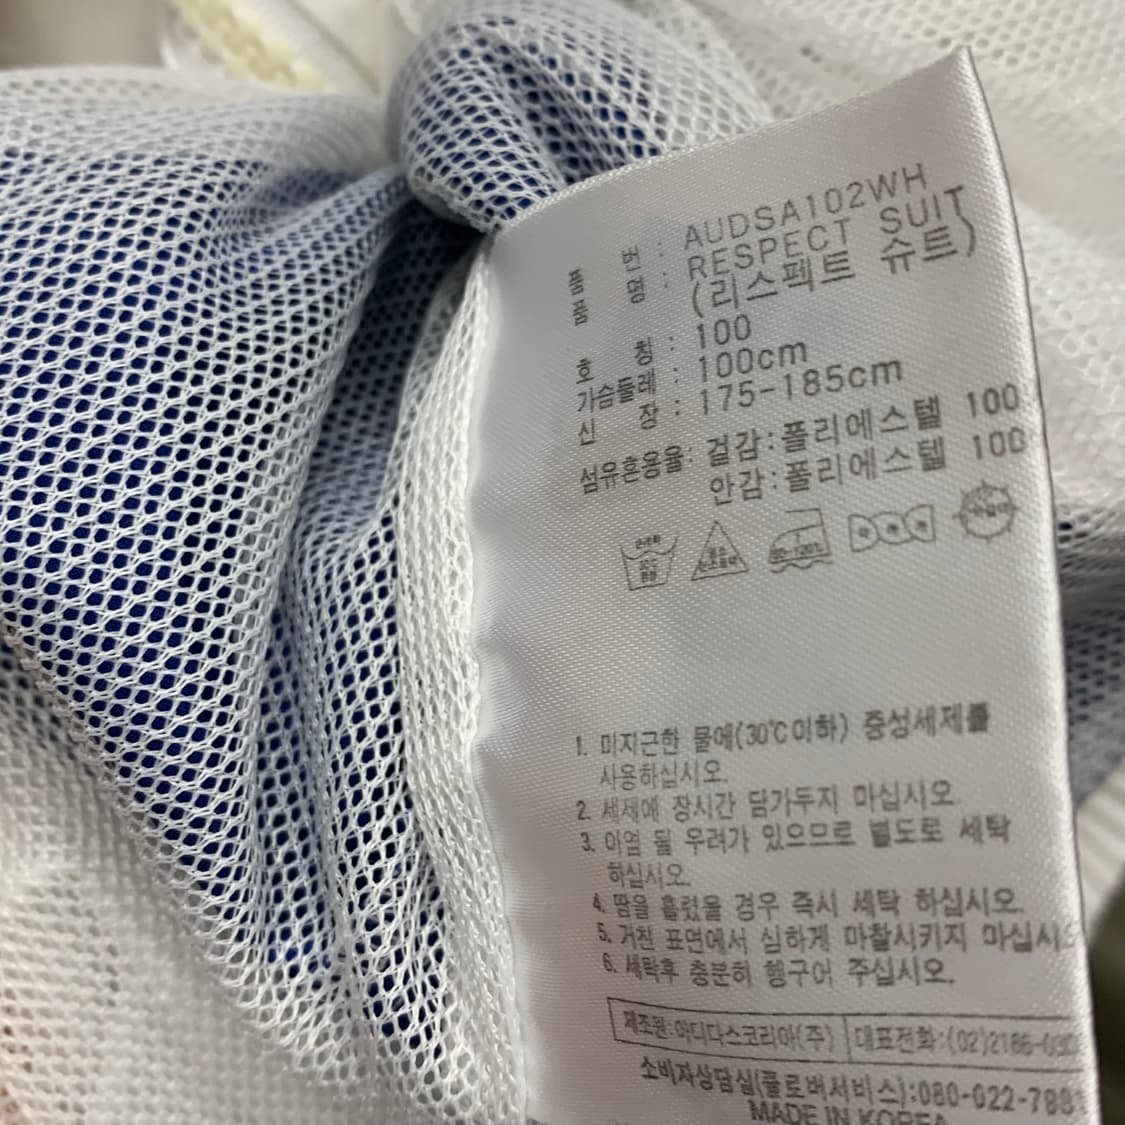 품 번 : AUDSA102WH
품 명 : RESPECT SUIT
(리스펙트 슈트)
호 칭 : 100
가슴둘레 : 100cm
신 장 : 175-185cm
섬유혼용율: 겉감:폴리에스텔 100
안감:폴리에스텔 100
1. 미지근한 물에(30℃이하) 중성세제를
사용하십시오.
2. 세제에 장시간 담가두지 마십시오.
3. 이염 될 우려가 있으므로 별도로 세탁
하십시오.
4. 땀을 흘렸을 경우 즉시 세탁 하십시오.
5. 거친 표면에서 심하게 마찰시키지 마십시오
6. 세탁후 충분히 헹구어 주십시오.
제조원:아디다스코리아(주) 대표전화:(02)2186-
소비자상담실(플로버서비스):080-022-788
MADE IN KOREA